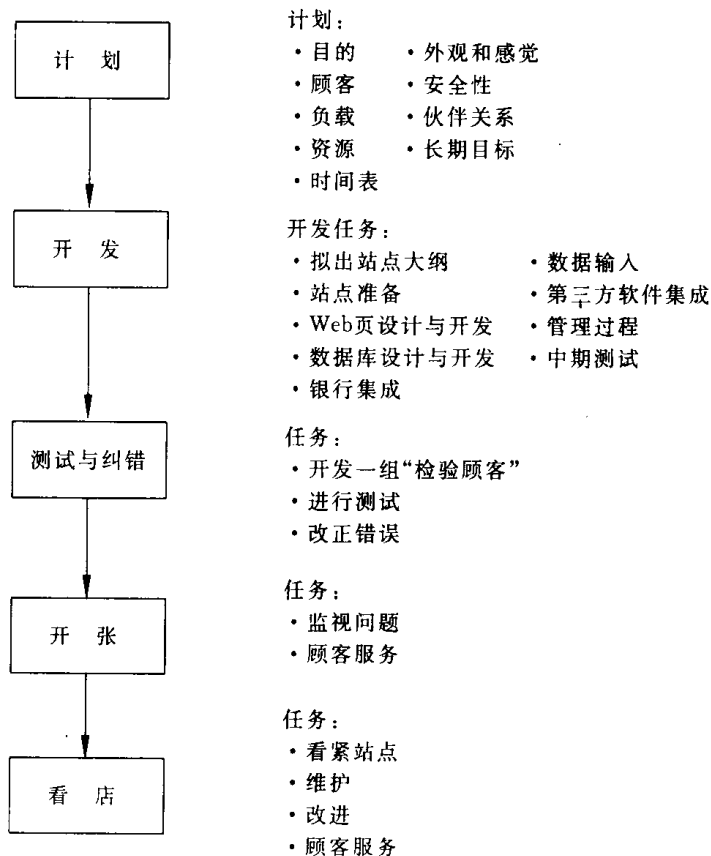 计 划
计划：
·目的 ·外观和感觉
·顾客 ·安全性
·负载 ·伙伴关系
·资源 ·长期目标
·时间表
开 发
开发任务：
·拟出站点大纲 ·数据输入
·站点准备 ·第三方软件集成
·Web页设计与开发 ·管理过程
·数据库设计与开发 ·中期测试
·银行集成
测试与纠错
任务：
·开发一组“检验顾客”
·进行测试
·改正错误
开 张
任务：
·监视问题
·顾客服务
看 店
任务：
·看紧站点
·维护
·改进
·顾客服务